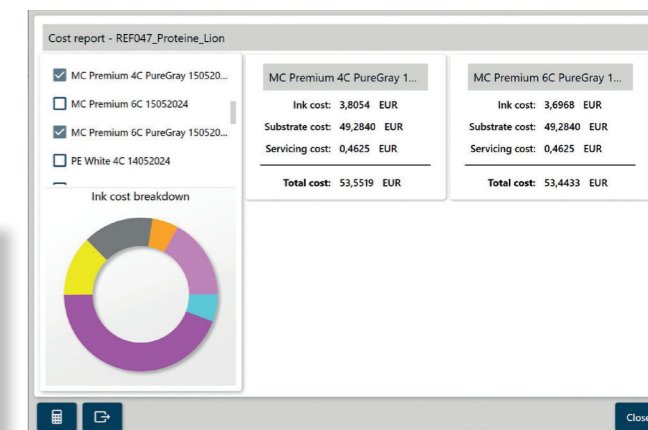 Cost report - REF047_Proteine_Lion
MC Premium 4C PureGray 150520...
MC Premium 6C 15052024
MC Premium 6C PureGray 150520...
PE White 4C 14052024
Ink cost breakdown
MC Premium 4C PureGray 1...
Ink cost: 3,8054 EUR
Substrate cost: 49,2840 EUR
Servicing cost: 0,4625 EUR
Total cost: 53,5519 EUR
MC Premium 6C PureGray 1...
Ink cost: 3,6968 EUR
Substrate cost: 49,2840 EUR
Servicing cost: 0,4625 EUR
Total cost: 53,4433 EUR
Close